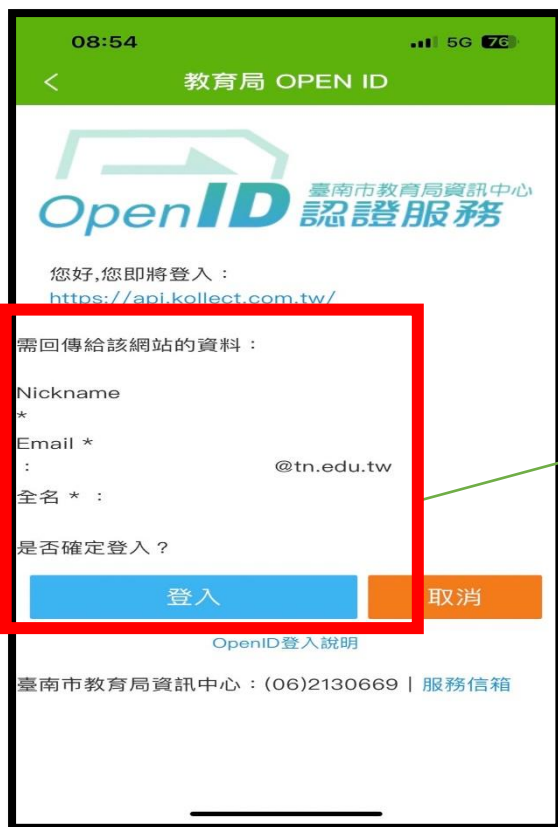 08:54 5G 76
< 教育局 OPEN ID
OpenID 臺南市教育局資訊中心
認證服務
您好,您即將登入：
https://api.kollect.com.tw/
需回傳給該網站的資料：
Nickname
*
Email *
: @tn.edu.tw
全名 * ：
是否確定登入？
登入 取消
OpenID登入說明
臺南市教育局資訊中心：(06)2130669 | 服務信箱